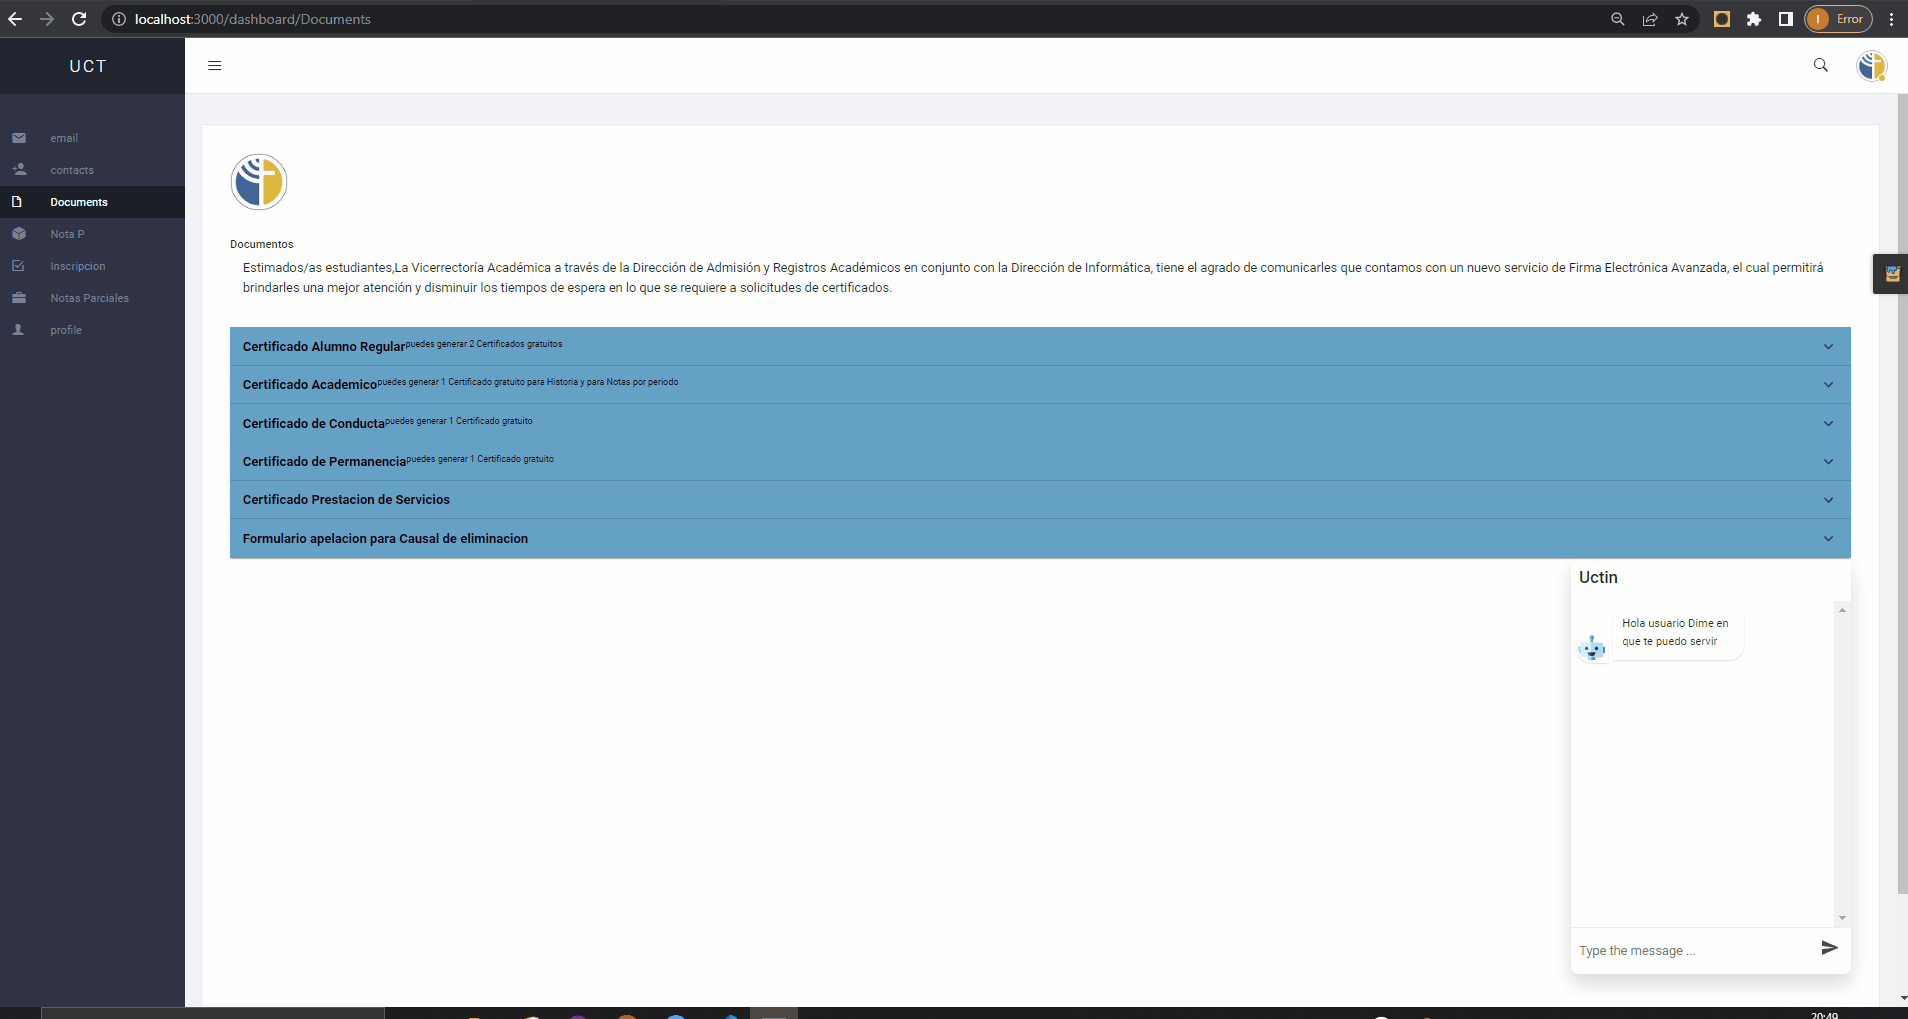 localhost:3000/dashboard/Documents
Error
UCT
email
contacts
Documents
Nota P
Inscripcion
Notas Parciales
profile
Documentos
Estimados/as estudiantes,La Vicerrectoría Académica a través de la Dirección de Admisión y Registros Académicos en conjunto con la Dirección de Informática, tiene el agrado de comunicarles que contamos con un nuevo servicio de Firma Electrónica Avanzada, el cual permitirá
brindarles una mejor atención y disminuir los tiempos de espera en lo que se requiere a solicitudes de certificados.
Certificado Alumno Regular puedes generar 2 Certificados gratuitos
Certificado Academico puedes generar 1 Certificado gratuito para Historia y para Notas por periodo
Certificado de Conducta puedes generar 1 Certificado gratuito
Certificado de Permanencia puedes generar 1 Certificado gratuito
Certificado Prestacion de Servicios
Formulario apelacion para Causal de eliminacion
Uctin
Hola usuario Dime en
que te puedo servir
Type the message ...
20:49